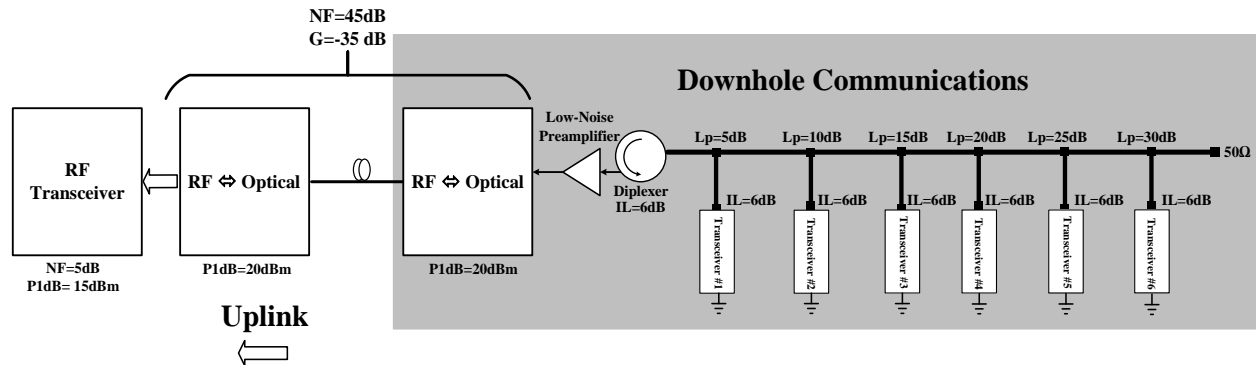 NF=45dB
G=-35 dB
Downhole Communications
RF
Transceiver
NF=5dB
P1dB= 15dBm
RF ⇔ Optical
P1dB=20dBm
RF ⇔ Optical
P1dB=20dBm
Low-Noise
Preamplifier
Diplexer
IL=6dB
Lp=5dB
Lp=10dB
Lp=15dB
Lp=20dB
Lp=25dB
Lp=30dB
50Ω
IL=6dB
IL=6dB
IL=6dB
IL=6dB
IL=6dB
IL=6dB
Transceiver #1
Transceiver #2
Transceiver #3
Transceiver #4
Transceiver #5
Transceiver #6
Uplink